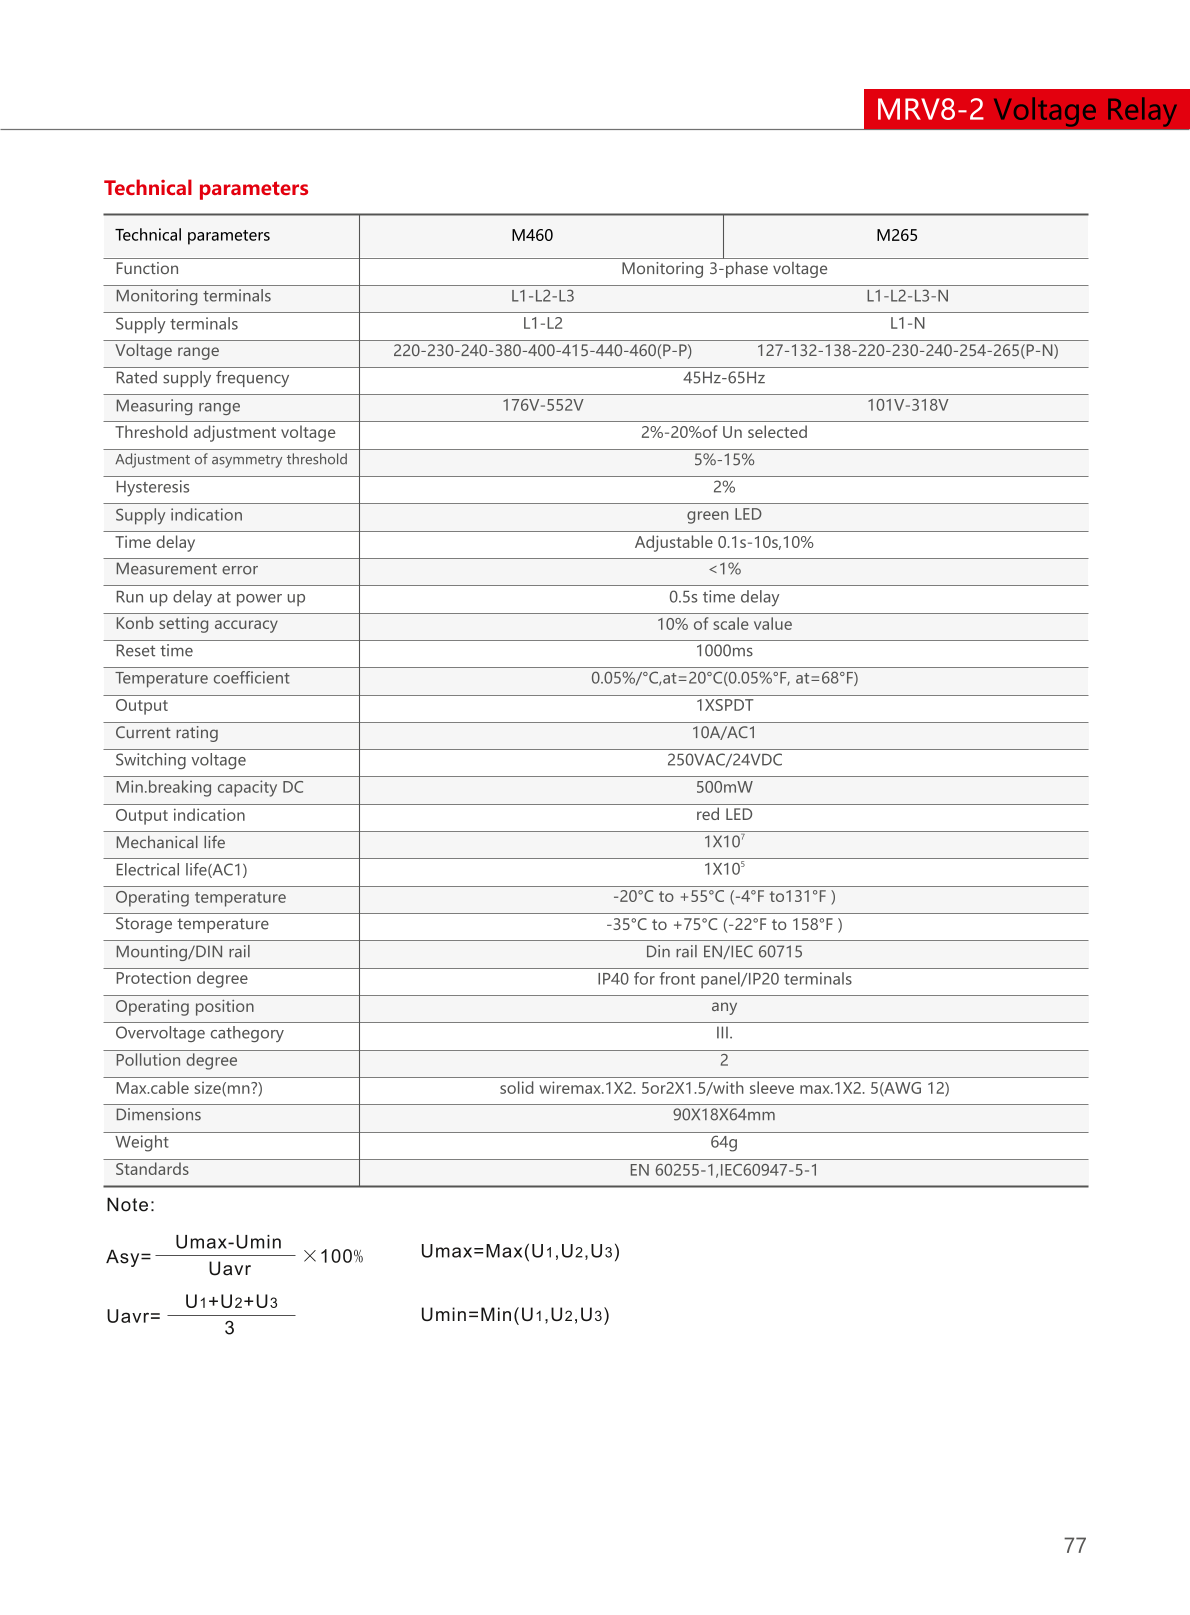 MRV8-2 Voltage Relay
Technical parameters
Technical parameters M460 M265
Function Monitoring 3-phase voltage
Monitoring terminals L1-L2-L3 L1-L2-L3-N
Supply terminals L1-L2 L1-N
Voltage range 220-230-240-380-400-415-440-460(P-P) 127-132-138-220-230-240-254-265(P-N)
Rated supply frequency 45Hz-65Hz
Measuring range 176V-552V 101V-318V
Threshold adjustment voltage 2%-20%of Un selected
Adjustment of asymmetry threshold 5%-15%
Hysteresis 2%
Supply indication green LED
Time delay Adjustable 0.1s-10s,10%
Measurement error <1%
Run up delay at power up 0.5s time delay
Konb setting accuracy 10% of scale value
Reset time 1000ms
Temperature coefficient 0.05%/°C,at=20°C(0.05%°F, at=68°F)
Output 1XSPDT
Current rating 10A/AC1
Switching voltage 250VAC/24VDC
Min.breaking capacity DC 500mW
Output indication red LED
Mechanical life 1X10⁷
Electrical life(AC1) 1X10⁵
Operating temperature -20°C to +55°C (-4°F to131°F )
Storage temperature -35°C to +75°C (-22°F to 158°F )
Mounting/DIN rail Din rail EN/IEC 60715
Protection degree IP40 for front panel/IP20 terminals
Operating position any
Overvoltage cathegory III.
Pollution degree 2
Max.cable size(mn?) solid wiremax.1X2. 5or2X1.5/with sleeve max.1X2. 5(AWG 12)
Dimensions 90X18X64mm
Weight 64g
Standards EN 60255-1,IEC60947-5-1
Note:
Umax-Umin
Asy= ×100% Umax=Max(U1,U2,U3)
Uavr
U1+U2+U3
Uavr= Umin=Min(U1,U2,U3)
3
77